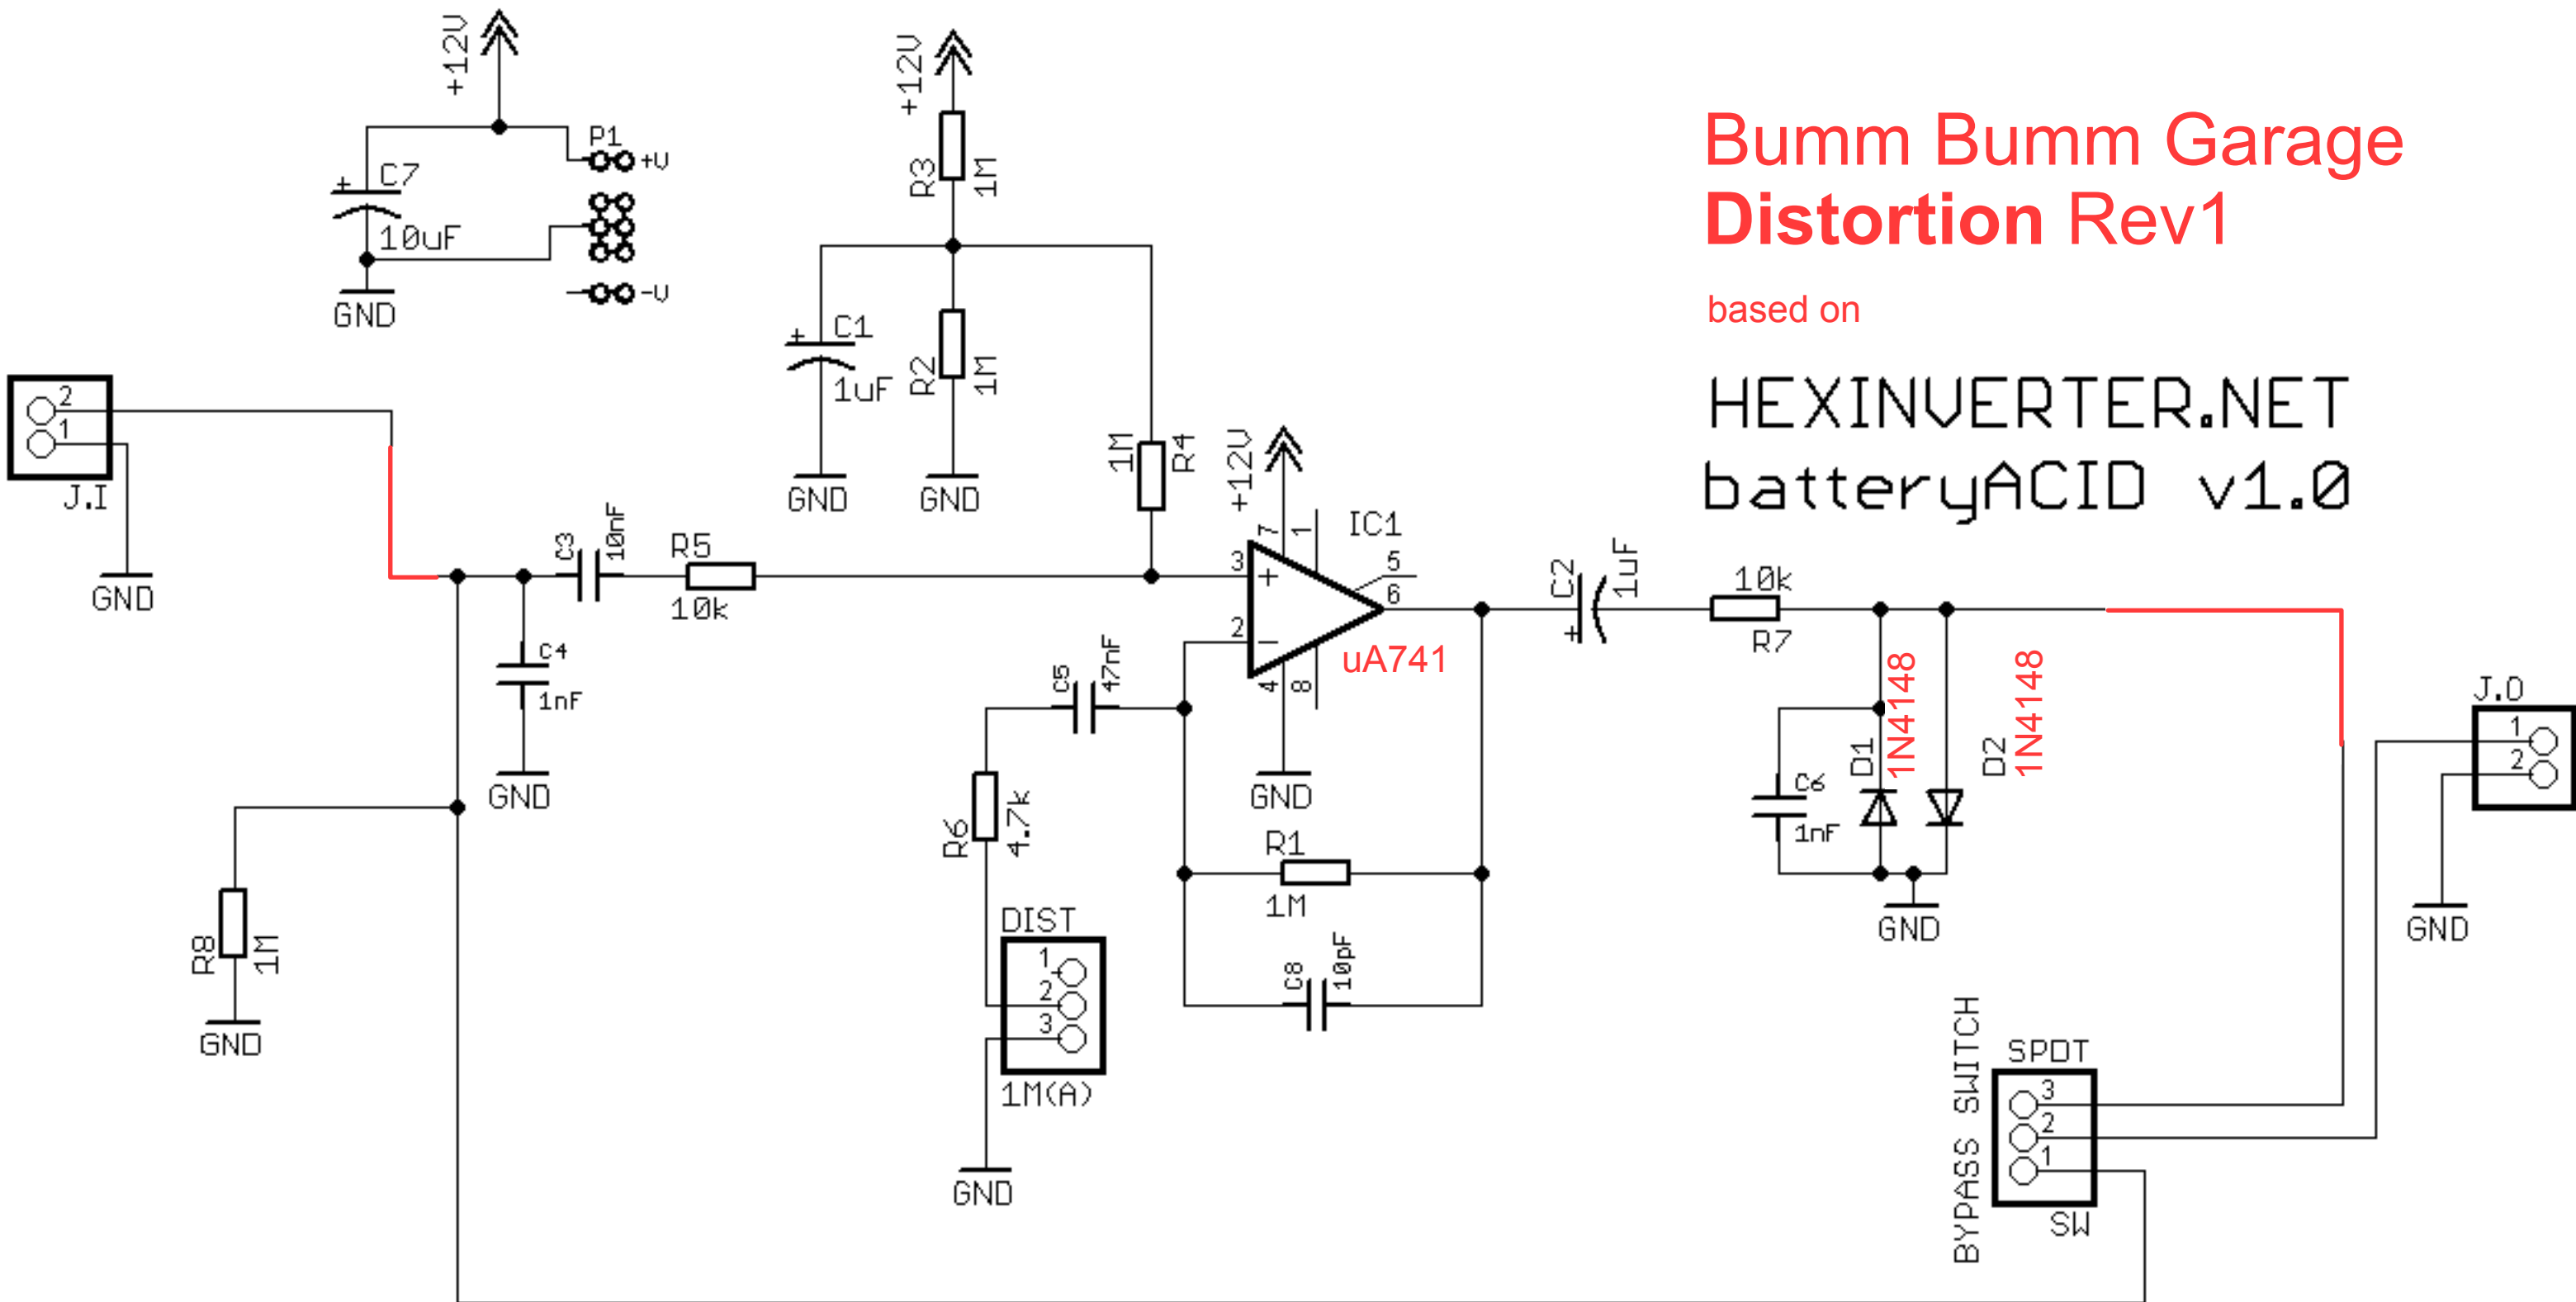 +12V
P1
+V
C7
+
10uF
-V
GND
+12V
R3
1M
+
C1
1uF
R2
1M
GND
GND
1M
R4
Bumm Bumm Garage
Distortion Rev1
based on
HEXINVERTER.NET
batteryACID v1.0
2
1
J.I
GND
C3
10nF
R5
10k
C4
1nF
GND
R8
1M
GND
+12V
7
1
IC1
3
+
5
6
2
-
4
8
uA741
GND
C5
47nF
R6
4.7k
DIST
1
2
3
1M(A)
GND
R1
1M
C8
10pF
C2
+
1uF
10k
R7
D1
1N4148
D2
1N4148
C6
1nF
GND
J.O
1
2
GND
BYPASS SWITCH
SPDT
3
2
1
SW